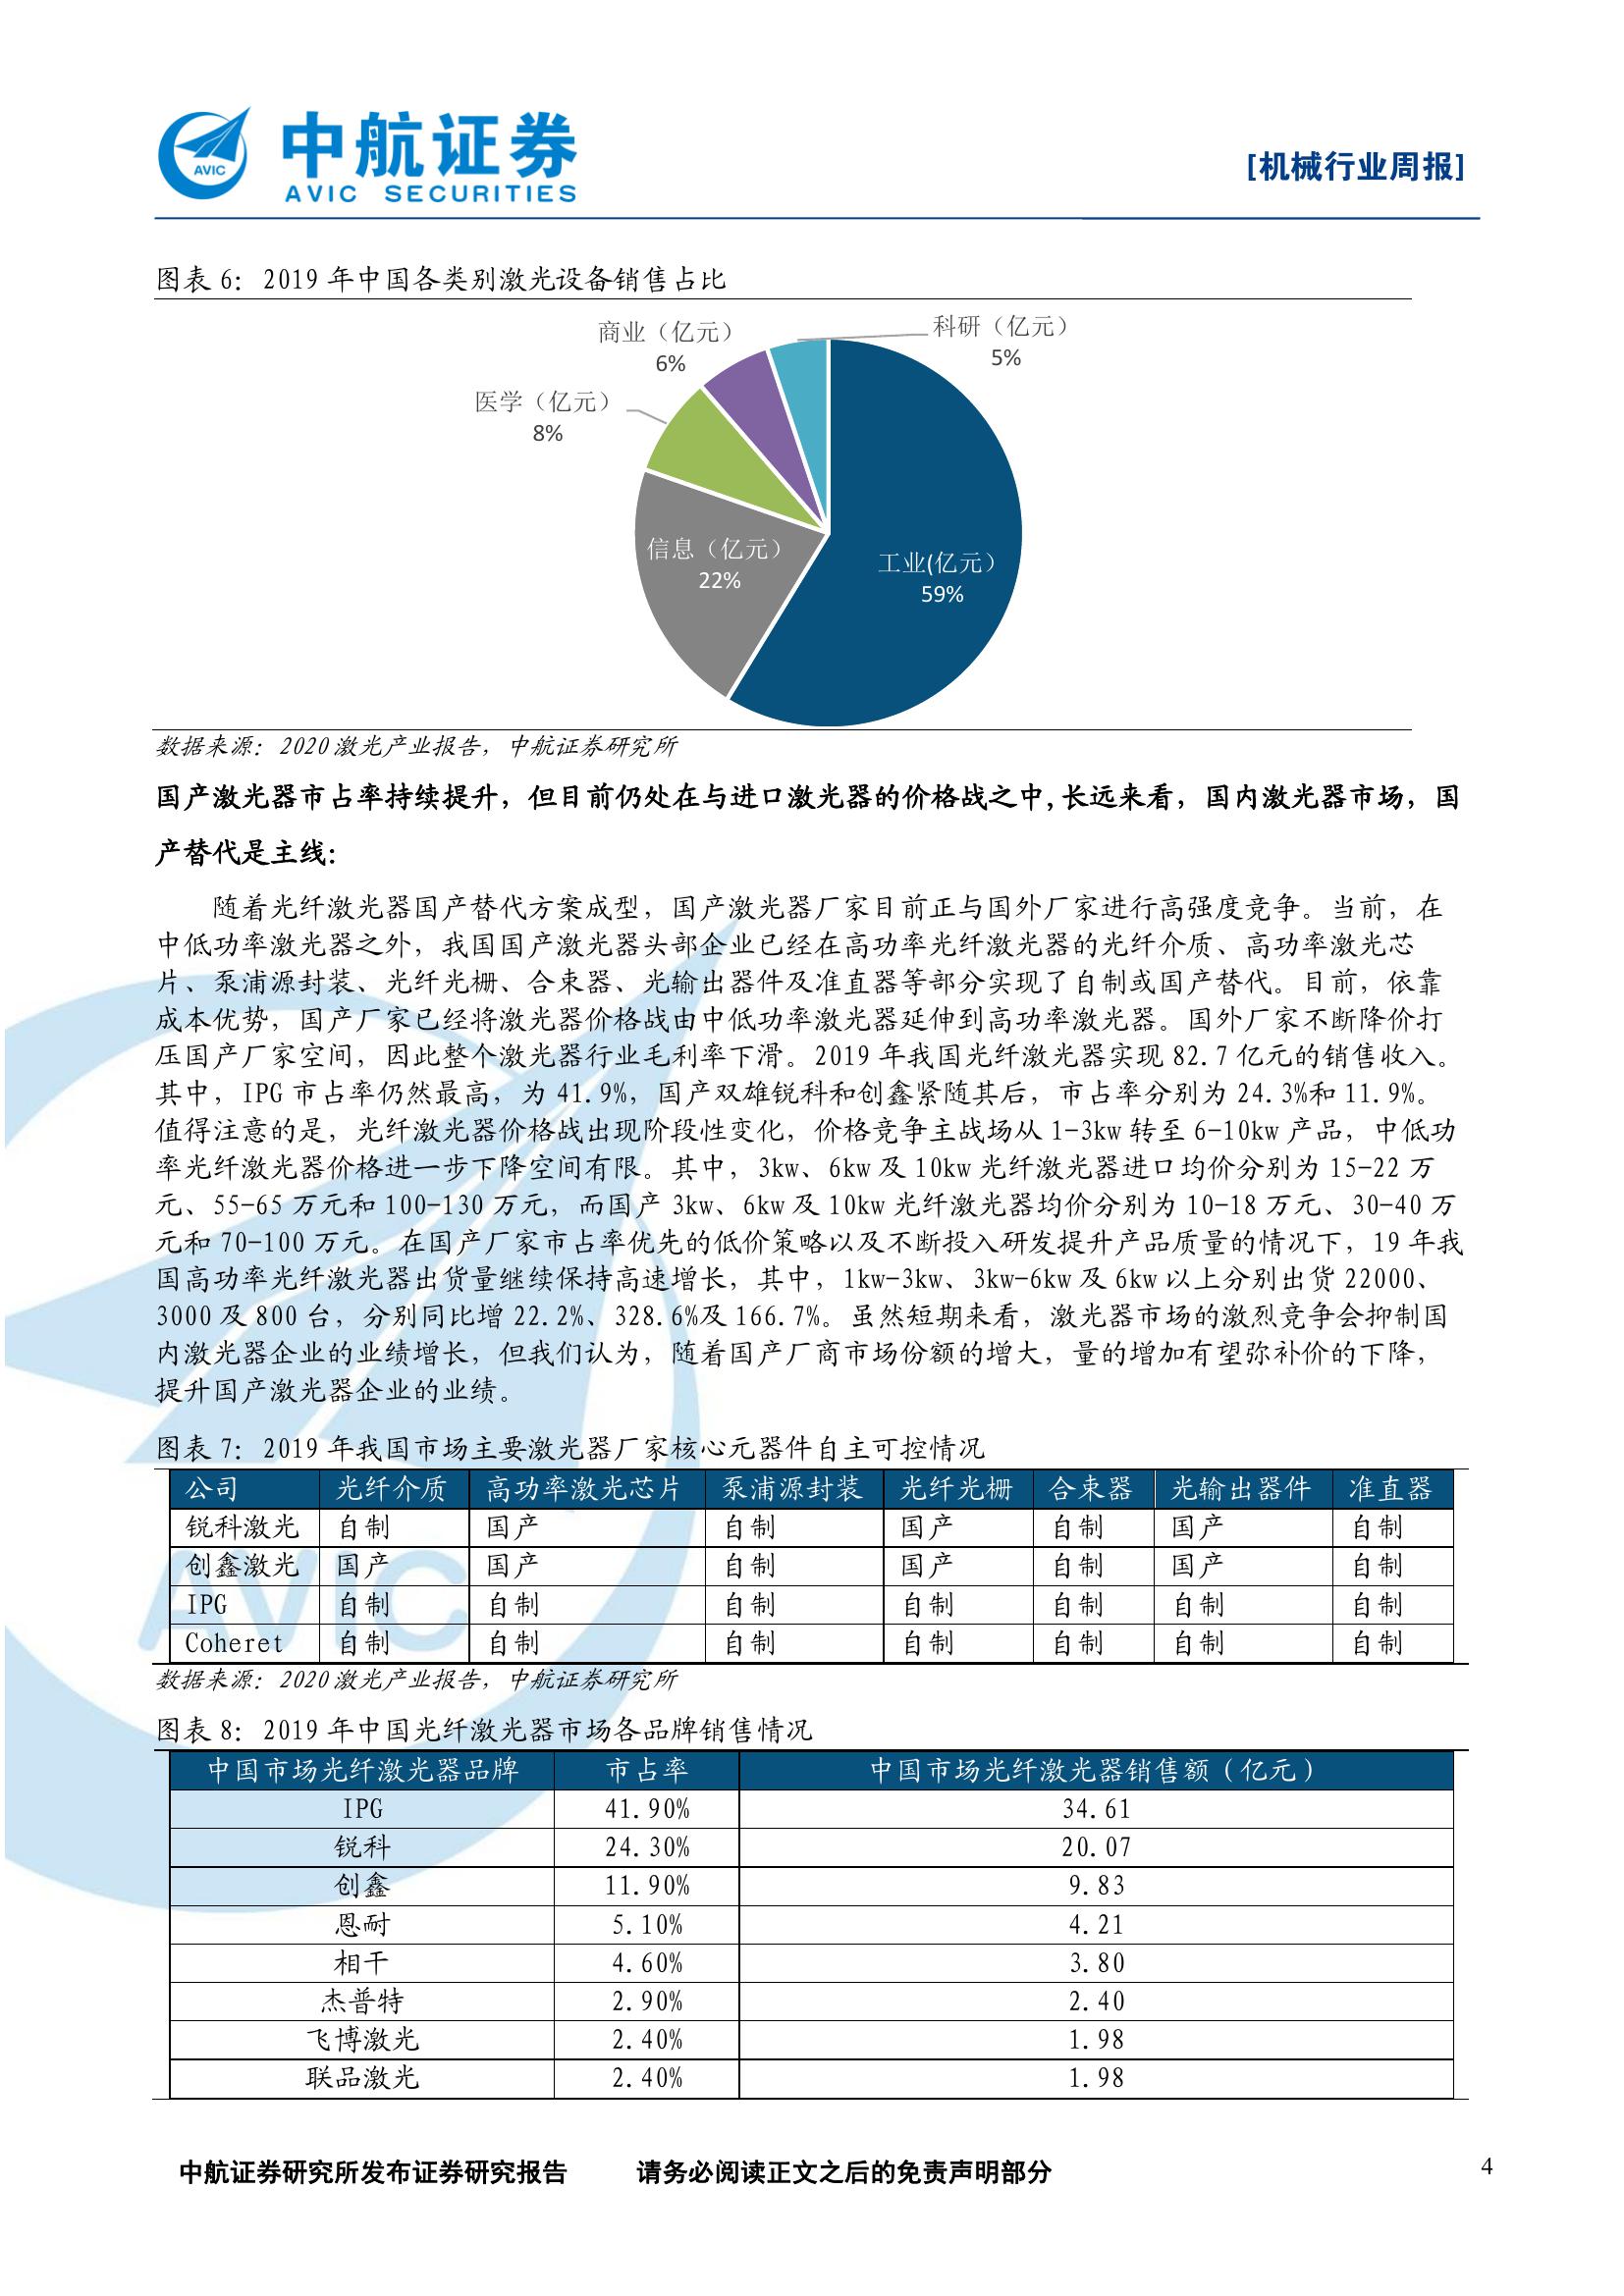 AVIC
中航证券
AVIC SECURITIES
[机械行业周报]
图表 6: 2019 年中国各类别激光设备销售占比
商业（亿元）
6%
科研（亿元）
5%
医学（亿元）
8%
信息（亿元）
22%
工业(亿元）
59%
数据来源: 2020 激光产业报告, 中航证券研究所
国产激光器市占率持续提升, 但目前仍处在与进口激光器的价格战之中,长远来看, 国内激光器市场, 国
产替代是主线:
随着光纤激光器国产替代方案成型, 国产激光器厂家目前正与国外厂家进行高强度竞争。当前, 在
中低功率激光器之外, 我国国产激光器头部企业已经在高功率光纤激光器的光纤介质、高功率激光芯
片、泵浦源封装、光纤光栅、合束器、光输出器件及准直器等部分实现了自制或国产替代。目前, 依靠
成本优势, 国产厂家已经将激光器价格战由中低功率激光器延伸到高功率激光器。国外厂家不断降价打
压国产厂家空间, 因此整个激光器行业毛利率下滑。2019 年我国光纤激光器实现 82.7 亿元的销售收入。
其中, IPG 市占率仍然最高, 为 41.9%, 国产双雄锐科和创鑫紧随其后, 市占率分别为 24.3%和 11.9%。
值得注意的是, 光纤激光器价格战出现阶段性变化, 价格竞争主战场从 1-3kw 转至 6-10kw 产品, 中低功
率光纤激光器价格进一步下降空间有限。其中, 3kw、6kw 及 10kw 光纤激光器进口均价分别为 15-22 万
元、55-65 万元和 100-130 万元, 而国产 3kw、6kw 及 10kw 光纤激光器均价分别为 10-18 万元、30-40 万
元和 70-100 万元。在国产厂家市占率优先的低价策略以及不断投入研发提升产品质量的情况下, 19 年我
国高功率光纤激光器出货量继续保持高速增长, 其中, 1kw-3kw、3kw-6kw 及 6kw 以上分别出货 22000、
3000 及 800 台, 分别同比增 22.2%、328.6%及 166.7%。虽然短期来看, 激光器市场的激烈竞争会抑制国
内激光器企业的业绩增长, 但我们认为, 随着国产厂商市场份额的增大, 量的增加有望弥补价的下降,
提升国产激光器企业的业绩。
图表 7: 2019 年我国市场主要激光器厂家核心元器件自主可控情况
公司 光纤介质 高功率激光芯片 泵浦源封装 光纤光栅 合束器 光输出器件 准直器
锐科激光 自制 国产 自制 国产 自制 国产 自制
创鑫激光 国产 国产 自制 国产 自制 国产 自制
IPG 自制 自制 自制 自制 自制 自制 自制
Coheret 自制 自制 自制 自制 自制 自制 自制
数据来源: 2020 激光产业报告, 中航证券研究所
图表 8: 2019 年中国光纤激光器市场各品牌销售情况
中国市场光纤激光器品牌 市占率 中国市场光纤激光器销售额（亿元）
IPG 41.90% 34.61
锐科 24.30% 20.07
创鑫 11.90% 9.83
恩耐 5.10% 4.21
相干 4.60% 3.80
杰普特 2.90% 2.40
飞博激光 2.40% 1.98
联品激光 2.40% 1.98
AVIC
中航证券研究所发布证券研究报告 请务必阅读正文之后的免责声明部分 4